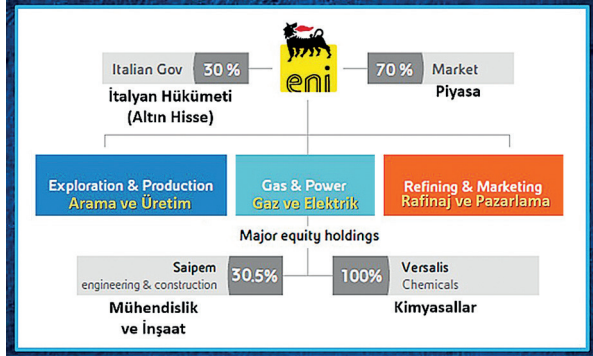 Italian Gov 30 %
eni
70 % Market
İtalyan Hükümeti
(Altın Hisse)
Piyasa
Exploration & Production
Arama ve Üretim
Gas & Power
Gaz ve Elektrik
Refining & Marketing
Rafinaj ve Pazarlama
Major equity holdings
Saipem
engineering & construction
30.5%
100%
Versalis
Chemicals
Mühendislik
ve İnşaat
Kimyasallar